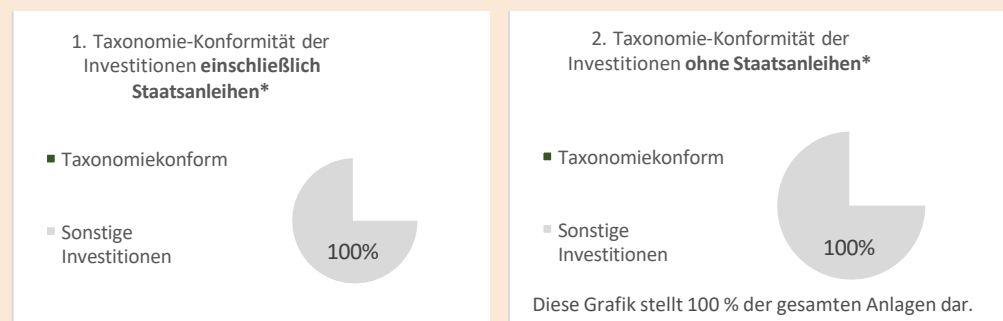 1. Taxonomie-Konformität der
Investitionen einschließlich
Staatsanleihen*
Taxonomiekonform
Sonstige
Investitionen
100%
2. Taxonomie-Konformität der
Investitionen ohne Staatsanleihen*
Taxonomiekonform
Sonstige
Investitionen
100%
Diese Grafik stellt 100 % der gesamten Anlagen dar.